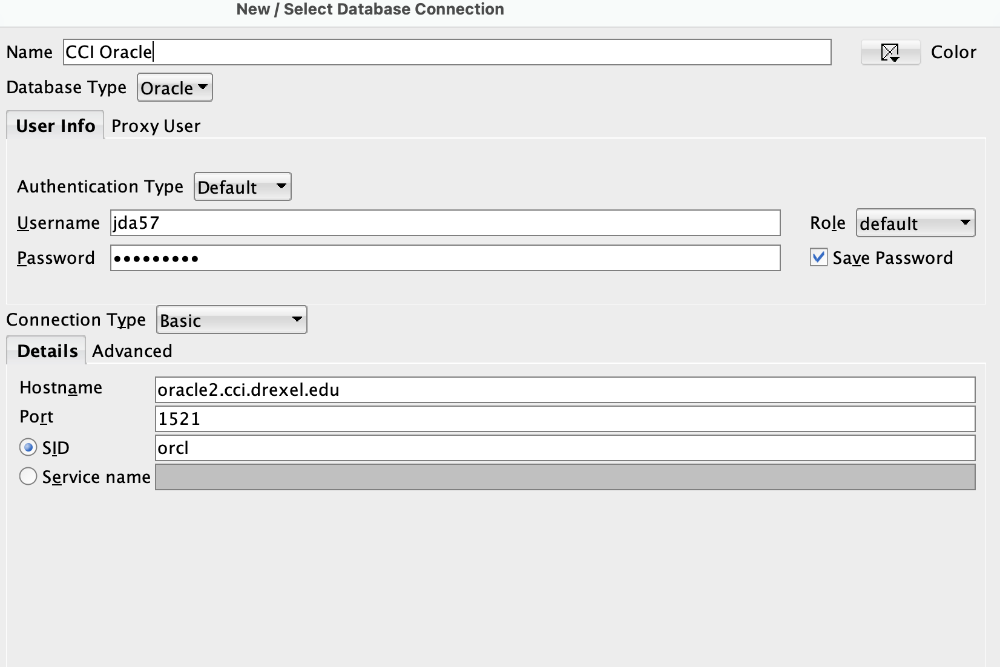 New / Select Database Connection
Name CCI Oracle Color
Database Type Oracle
User Info Proxy User
Authentication Type Default
Username jda57 Role default
Password ••••••••• Save Password
Connection Type Basic
Details Advanced
Hostname oracle2.cci.drexel.edu
Port 1521
SID orcl
Service name